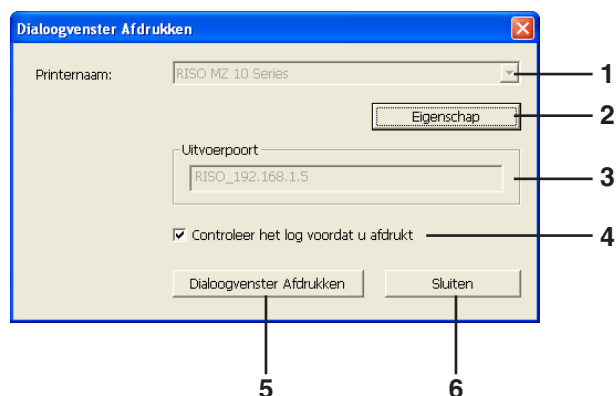 Dialoogvenster Afdrukken
Printernaam: RISO MZ 10 Series 1
Eigenschap 2
Uitvoerpoort
RISO_192.168.1.5 3
Controleer het log voordat u afdrukt 4
Dialoogvenster Afdrukken Sluiten
5 6